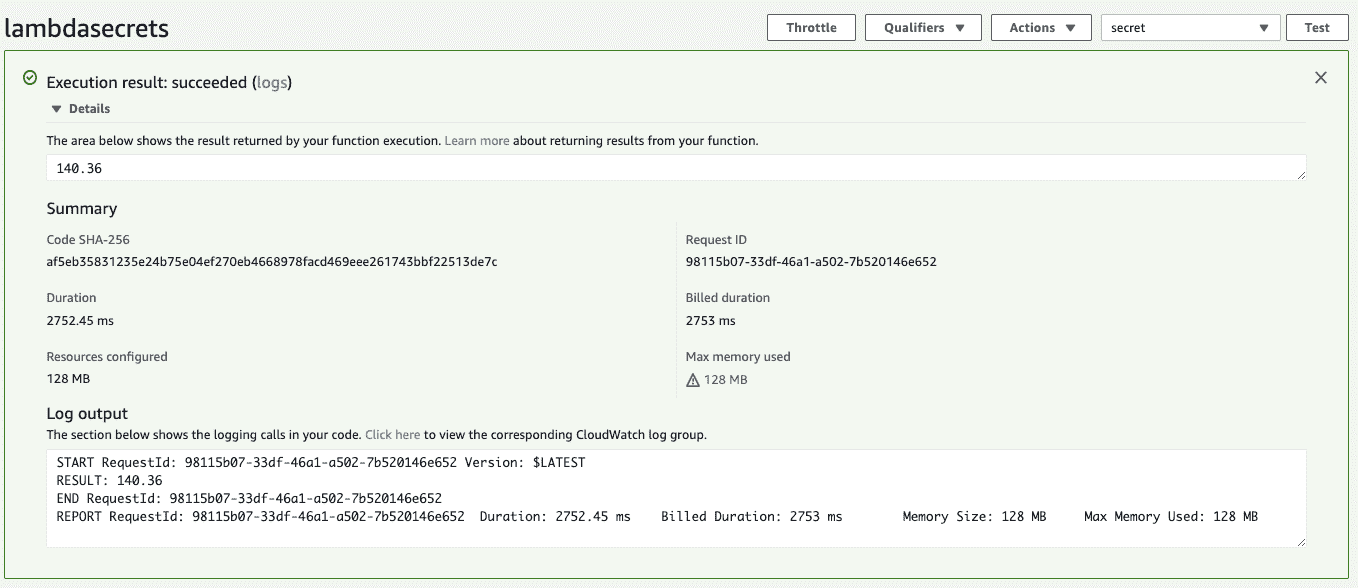 lambdasecrets
Throttle Qualifiers Actions secret Test
Execution result: succeeded (logs)
Details
The area below shows the result returned by your function execution. Learn more about returning results from your function.
140.36
Summary
Code SHA-256
af5eb35831235e24b75e04ef270eb4668978facd469eee261743bbf22513de7c
Request ID
98115b07-33df-46a1-a502-7b520146e652
Duration
2752.45 ms
Billed duration
2753 ms
Resources configured
128 MB
Max memory used
128 MB
Log output
The section below shows the logging calls in your code. Click here to view the corresponding CloudWatch log group.
START RequestId: 98115b07-33df-46a1-a502-7b520146e652 Version: $LATEST
RESULT: 140.36
END RequestId: 98115b07-33df-46a1-a502-7b520146e652
REPORT RequestId: 98115b07-33df-46a1-a502-7b520146e652 Duration: 2752.45 ms Billed Duration: 2753 ms Memory Size: 128 MB Max Memory Used: 128 MB